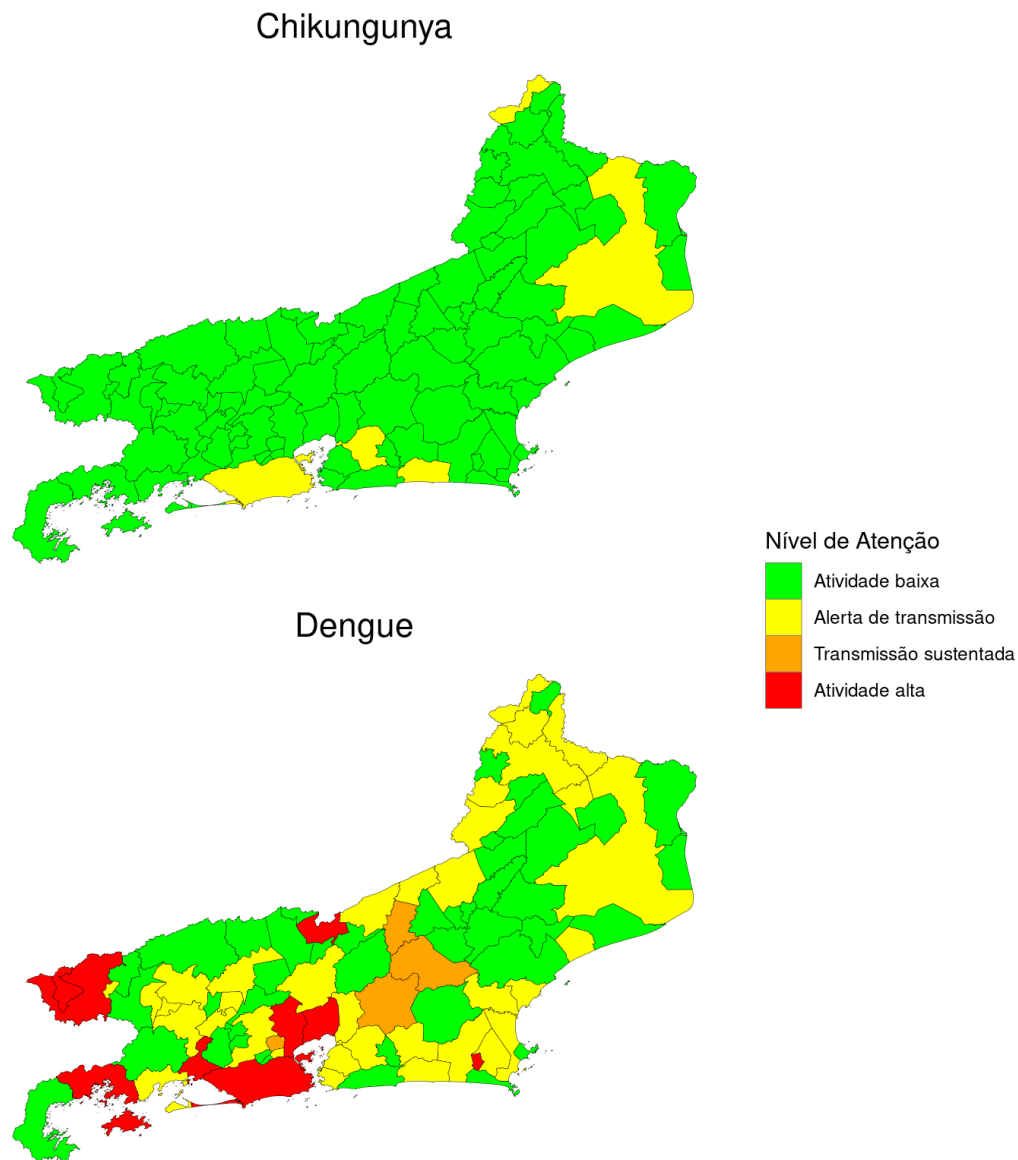 Chikungunya
Nível de Atenção
Atividade baixa
Alerta de transmissão
Transmissão sustentada
Atividade alta
Dengue